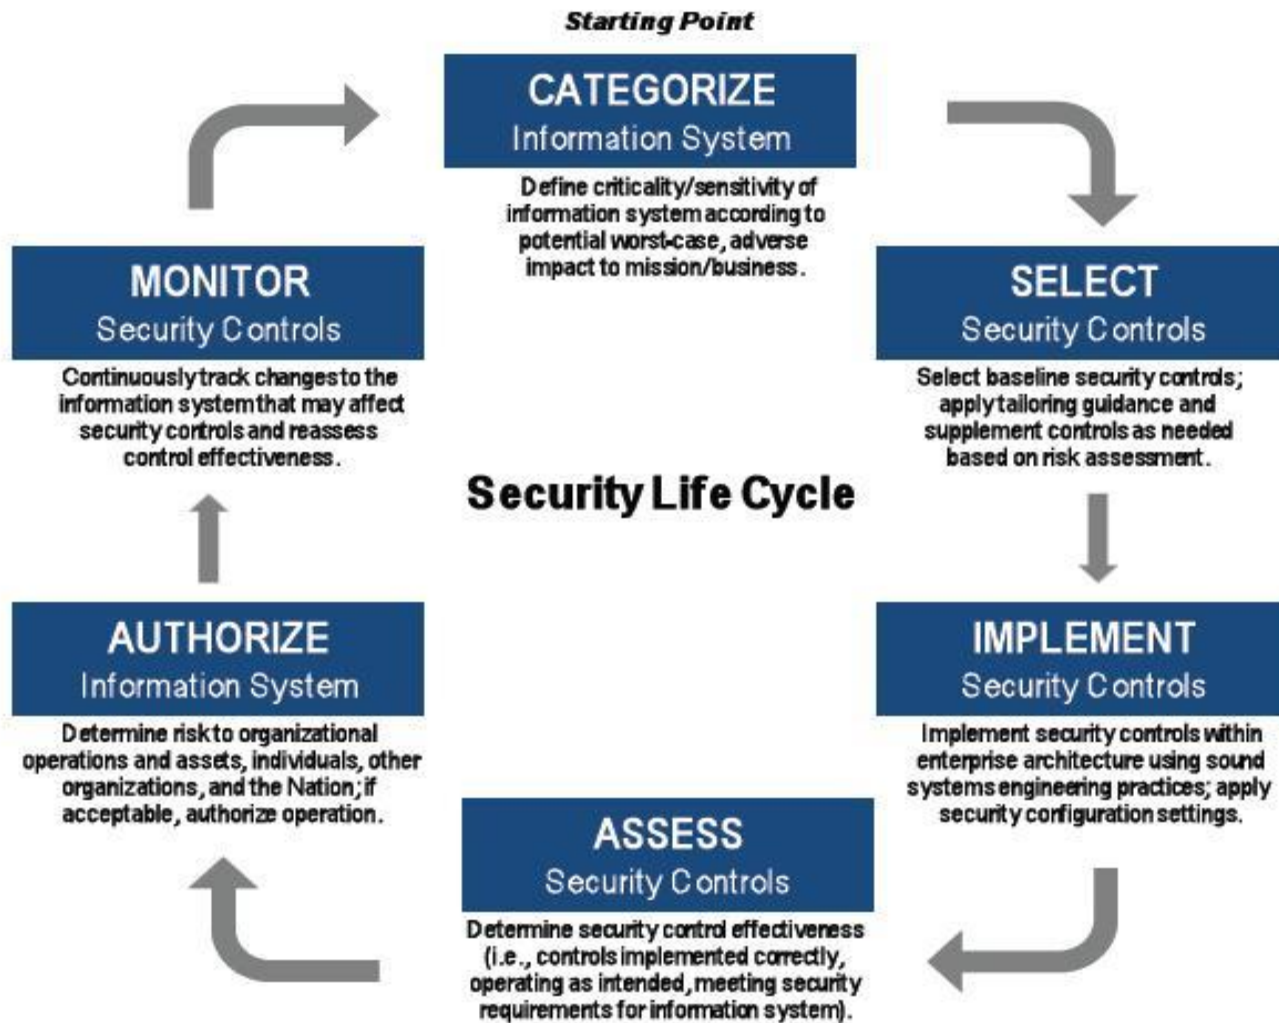 Starting Point
CATEGORIZE
Information System
Define criticality/sensitivity of
information system according to
potential worst-case, adverse
impact to mission/business.
SELECT
Security Controls
Select baseline security controls;
apply tailoring guidance and
supplement controls as needed
based on risk assessment.
IMPLEMENT
Security Controls
Implement security controls within
enterprise architecture using sound
systems engineering practices; apply
security configuration settings.
ASSESS
Security Controls
Determine security control effectiveness
(i.e., controls implemented correctly,
operating as intended, meeting security
requirements for information system).
AUTHORIZE
Information System
Determine risk to organizational
operations and assets, individuals, other
organizations, and the Nation; if
acceptable, authorize operation.
MONITOR
Security Controls
Continuously track changes to the
information system that may affect
security controls and reassess
control effectiveness.
Security Life Cycle